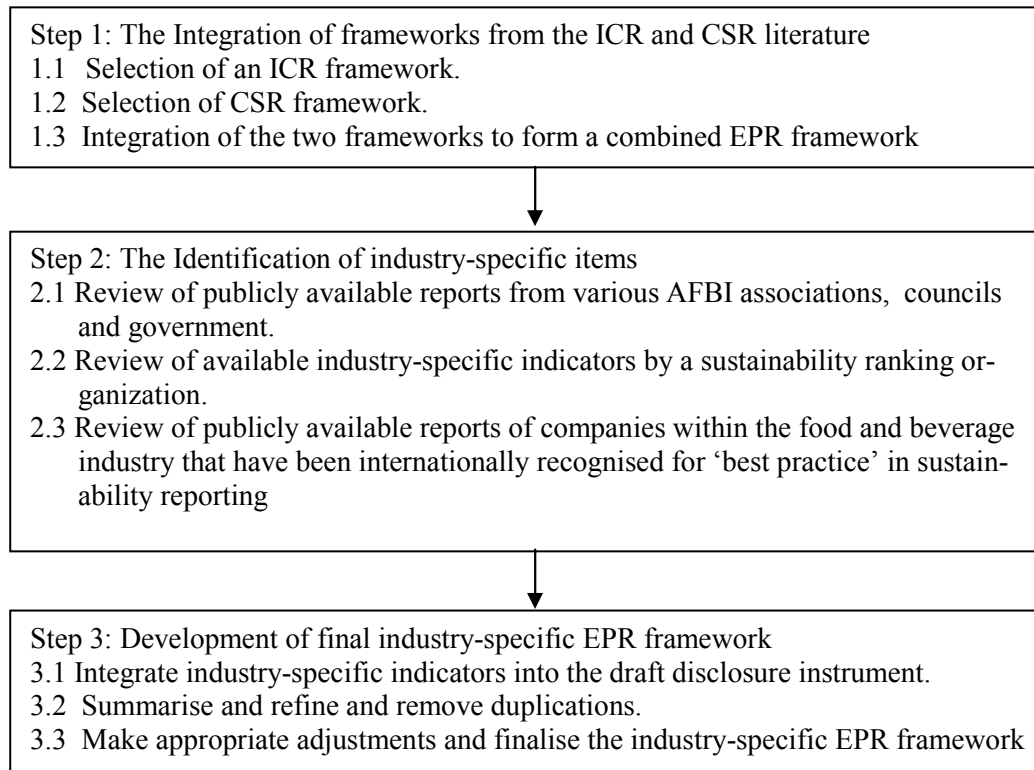 Step 1: The Integration of frameworks from the ICR and CSR literature
1.1 Selection of an ICR framework.
1.2 Selection of CSR framework.
1.3 Integration of the two frameworks to form a combined EPR framework
Step 2: The Identification of industry-specific items
2.1 Review of publicly available reports from various AFBI associations, councils
and government.
2.2 Review of available industry-specific indicators by a sustainability ranking or-
ganization.
2.3 Review of publicly available reports of companies within the food and beverage
industry that have been internationally recognised for ‘best practice’ in sustain-
ability reporting
Step 3: Development of final industry-specific EPR framework
3.1 Integrate industry-specific indicators into the draft disclosure instrument.
3.2 Summarise and refine and remove duplications.
3.3 Make appropriate adjustments and finalise the industry-specific EPR framework